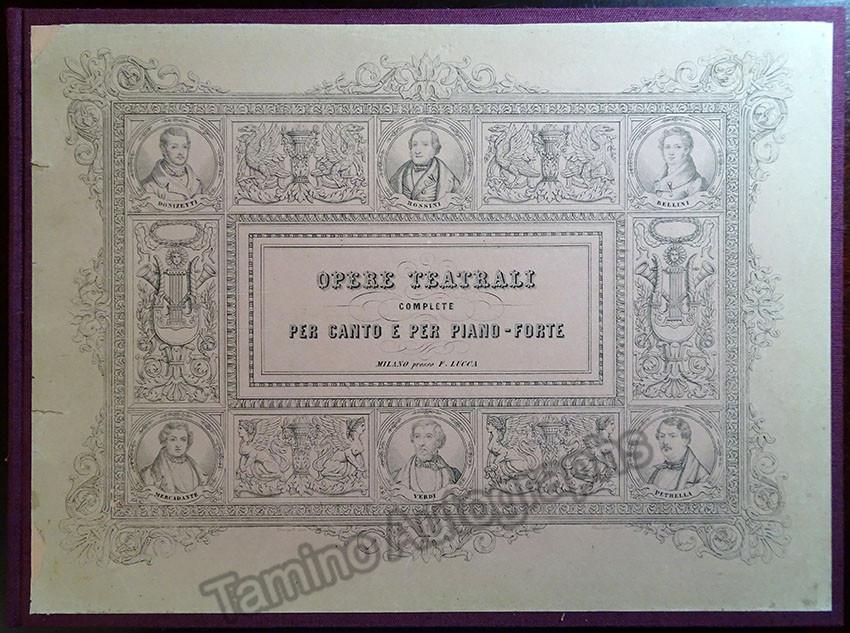 DONIZETTI
ROSSINI
BELLINI
OPERE TEATRALI
COMPLETE
PER CANTO E PER PIANO-FORTE
MILANO presso F. LUCCA
MERCADANTE
VERDI
PETRELLA
Tamino Autographs